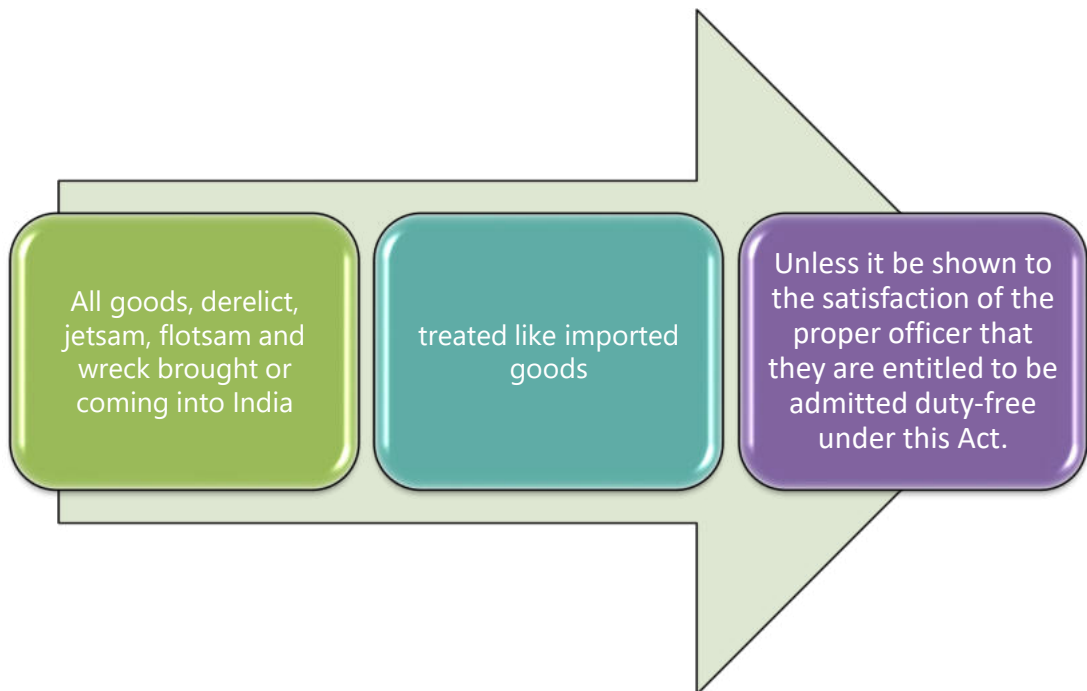 All goods, derelict,
jetsam, flotsam and
wreck brought or
coming into India
treated like imported
goods
Unless it be shown to
the satisfaction of the
proper officer that
they are entitled to be
admitted duty-free
under this Act.